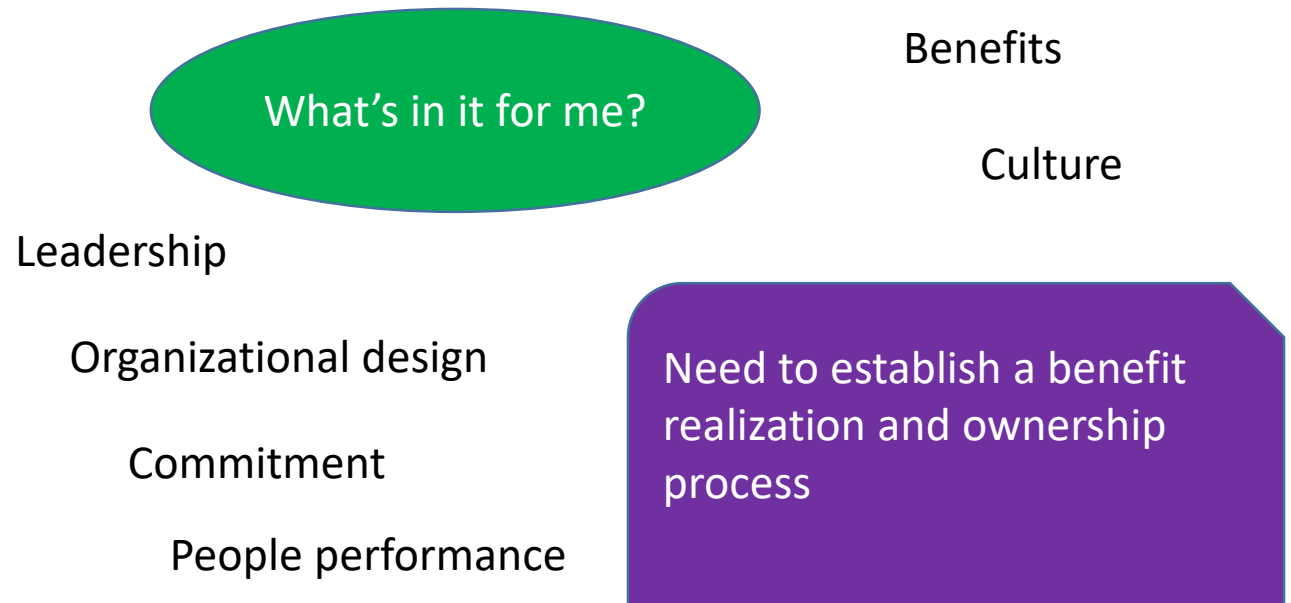 What’s in it for me?
Benefits
Culture
Leadership
Organizational design
Commitment
People performance
Need to establish a benefit
realization and ownership
process